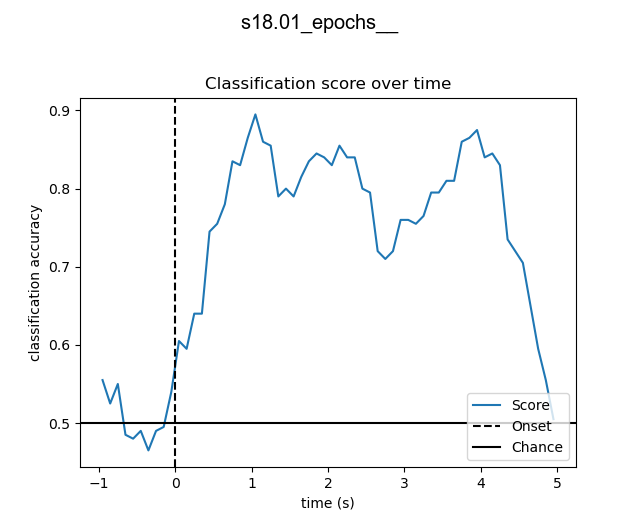 s18.01_epochs__
Classification score over time
classification accuracy
0.9
0.8
0.7
0.6
0.5
−1
0
1
2
3
4
5
time (s)
Score
Onset
Chance